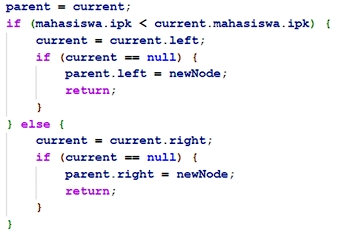 parent = current;
if (mahasiswa.ipk < current.mahasiswa.ipk) {
current = current.left;
if (current == null) {
parent.left = newNode;
return;
}
} else {
current = current.right;
if (current == null) {
parent.right = newNode;
return;
}
}